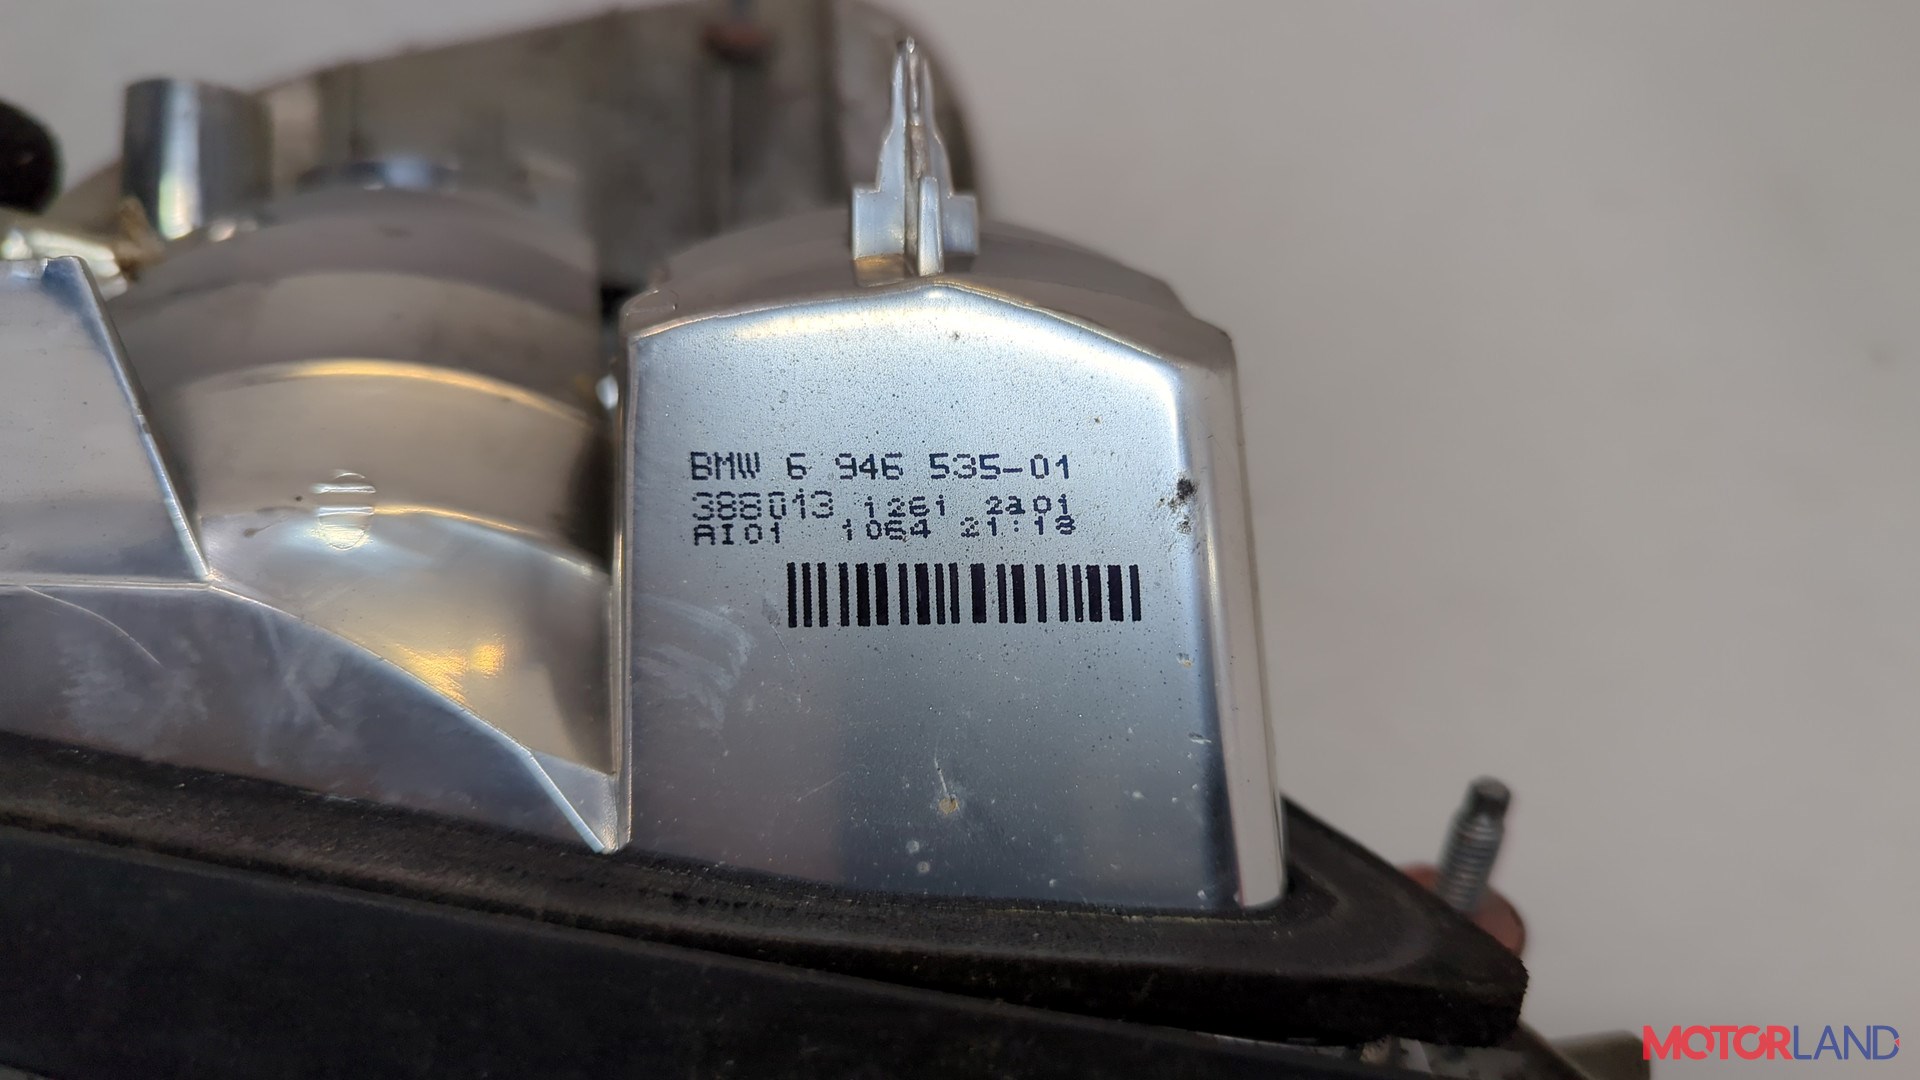 BMW 6 946 535-01
388013 1261 2a01
AI01 1064 21:18
MOTORLAND